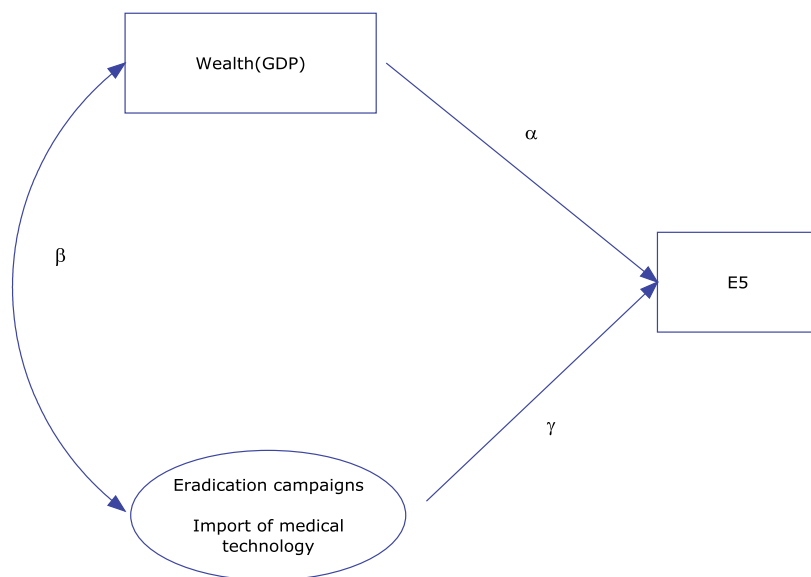 Wealth(GDP)
α
β
E5
γ
Eradication campaigns
Import of medical
technology